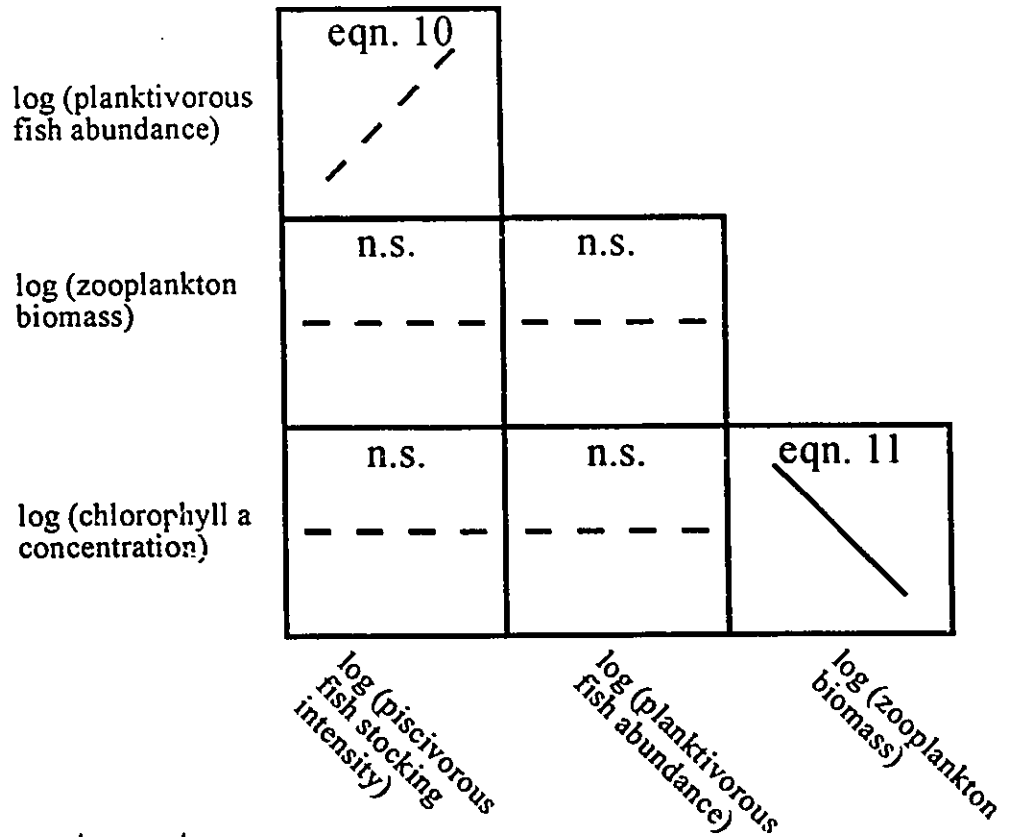 eqn. 10
log (planktivorous
fish abundance)
n.s.
n.s.
log (zooplankton
biomass)
n.s.
n.s.
eqn. 11
log (chlorophyll a
concentration)
log (piscivorous
fish stocking
intensity)
log (planktivorous
fish abundance)
log (zooplankton
biomass)